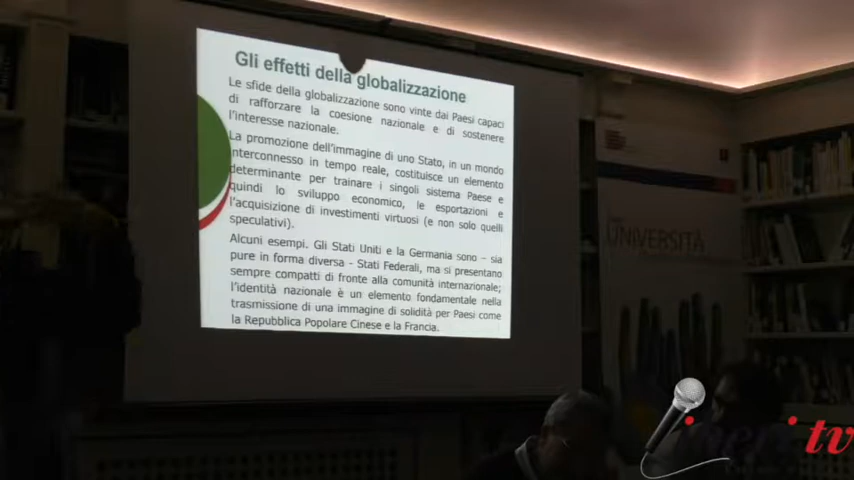 Gli effetti della globalizzazione
Le sfide della globalizzazione sono vinte dai Paesi capaci
di rafforzare la coesione nazionale e di sostenere
l'interesse nazionale.
La promozione dell'immagine di uno Stato, in un mondo
interconnesso in tempo reale, costituisce un elemento
determinante per trainare i singoli sistema Paese e
quindi lo sviluppo economico, le esportazioni e
l'acquisizione di investimenti virtuosi (e non solo quelli
speculativi).
Alcuni esempi. Gli Stati Uniti e la Germania sono – sia
pure in forma diversa - Stati Federali, ma si presentano
sempre compatti di fronte alla comunità internazionale;
l'identità nazionale è un elemento fondamentale nella
trasmissione di una immagine di solidità per Paesi come
la Repubblica Popolare Cinese e la Francia.
UNIVERSITÀ
tv